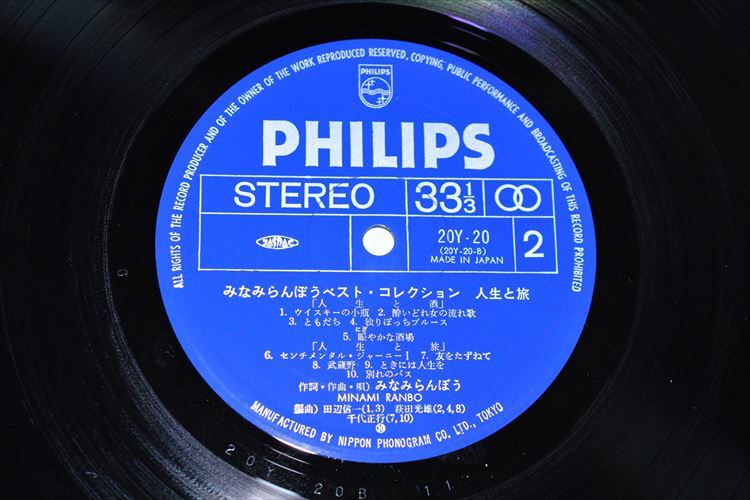 ALL RIGHTS OF THE RECORD PRODUCER AND OF THE OWNER OF THE WORK REPRODUCED RESERVED. COPYING, PUBLIC PERFORMANCE AND BROADCASTING OF THIS RECORD PROHIBITED
PHILIPS
PHILIPS
STEREO 33 1/3
JASRAC
20Y-20
(20Y-20-B)
MADE IN JAPAN
2
みなみらんぼうベスト・コレクション 人生と旅
「人生と酒」
1. ウイスキーの小瓶 2. 酔いどれ女の流れ歌
3. ともだち 4. 独りぼっちブルース
にぎ
5. 賑やかな酒場
「人生と旅」
6. センチメンタル・ジャーニーⅠ 7. 友をたずねて
8. 武蔵野 9. ときには人生を
10. 別れのバス
作詞・作曲・唄) みなみらんぼう
MINAMI RANBO
編曲) 田辺信一(1,3) 萩田光雄(2,4,8)
千代正行(7,10)
MANUFACTURED BY NIPPON PHONOGRAM CO. LTD., TOKYO
G
20Y 20B 11